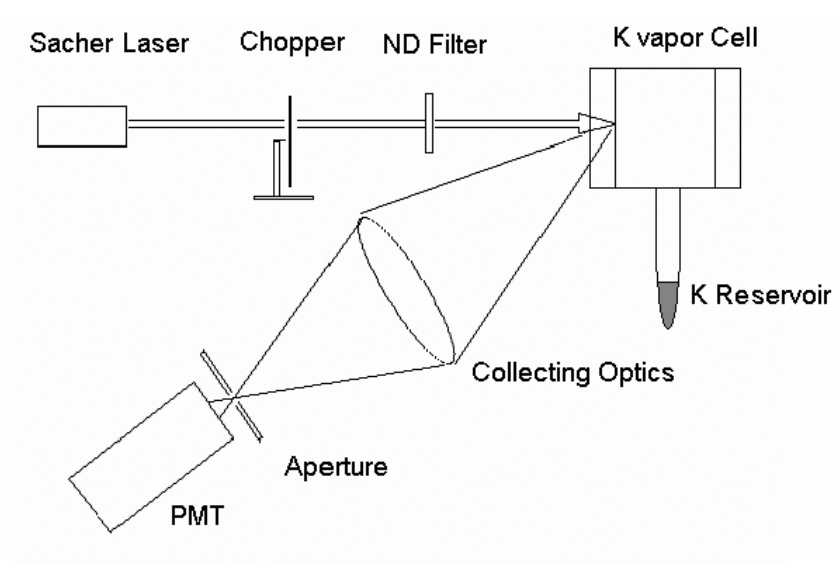 Sacher Laser
Chopper
ND Filter
K vapor Cell
K Reservoir
Collecting Optics
Aperture
PMT